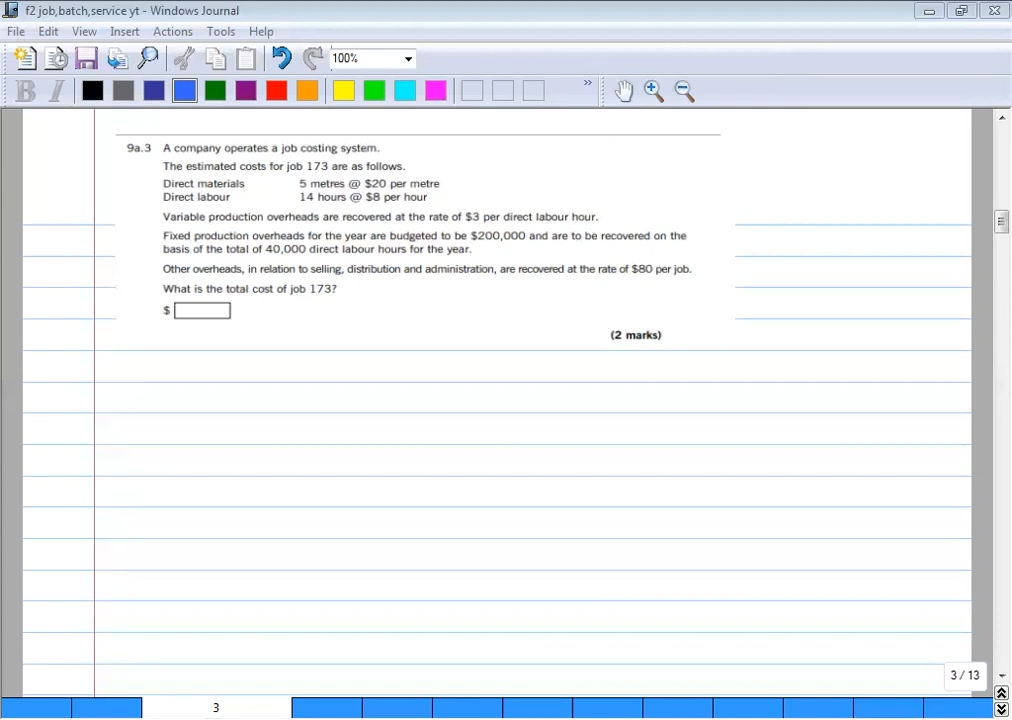 f2 job,batch,service yt - Windows Journal
File Edit View Insert Actions Tools Help
100%
B I »
9a.3 A company operates a job costing system.
The estimated costs for job 173 are as follows.
Direct materials 5 metres @ $20 per metre
Direct labour 14 hours @ $8 per hour
Variable production overheads are recovered at the rate of $3 per direct labour hour.
Fixed production overheads for the year are budgeted to be $200,000 and are to be recovered on the
basis of the total of 40,000 direct labour hours for the year.
Other overheads, in relation to selling, distribution and administration, are recovered at the rate of $80 per job.
What is the total cost of job 173?
$
(2 marks)
3 / 13
3